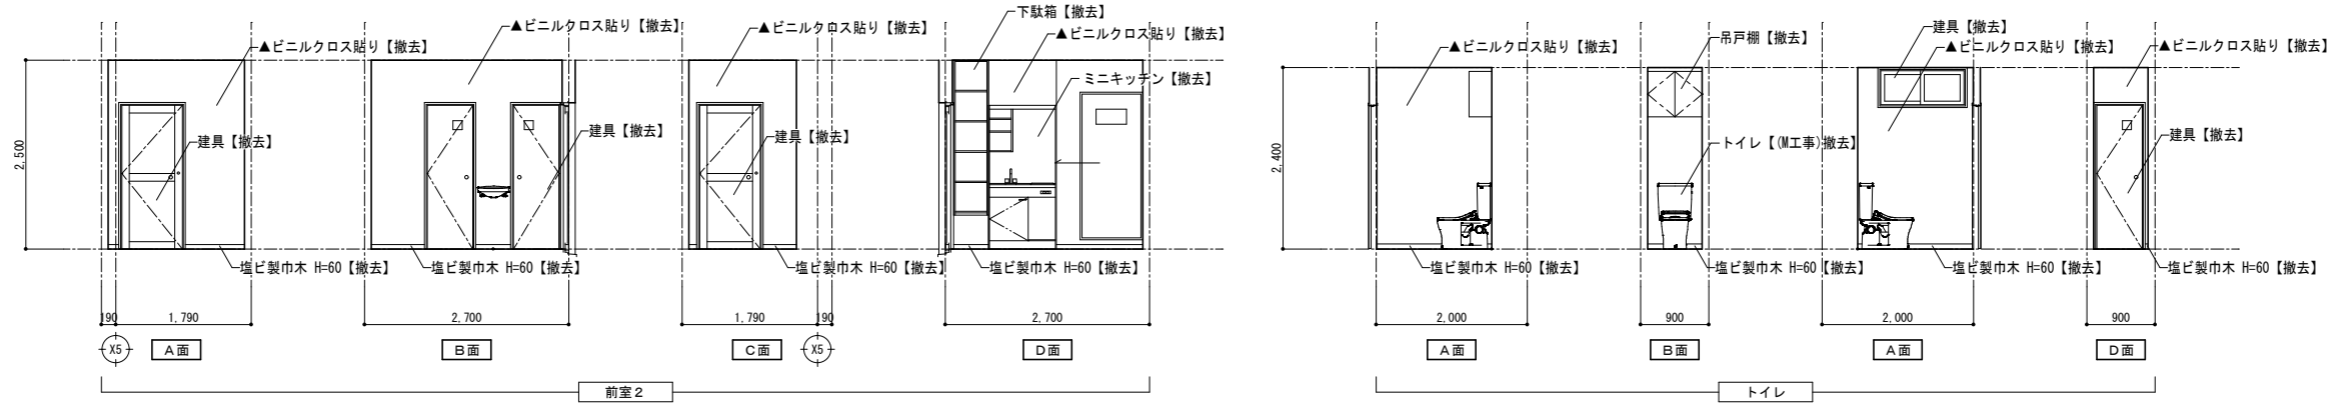 下駄箱【撤去】
▲ビニルクロス貼り【撤去】
▲ビニルクロス貼り【撤去】
▲ビニルクロス貼り【撤去】
▲ビニルクロス貼り【撤去】
ミニキッチン【撤去】
2,500
建具【撤去】
建具【撤去】
建具【撤去】
塩ビ製巾木 H=60【撤去】
塩ビ製巾木 H=60【撤去】
塩ビ製巾木 H=60【撤去】
塩ビ製巾木 H=60【撤去】
190
1,790
2,700
1,790
190
2,700
X5
A面
B面
C面
X5
D面
前室2
建具【撤去】
▲ビニルクロス貼り【撤去】
吊戸棚【撤去】
▲ビニルクロス貼り【撤去】
▲ビニルクロス貼り【撤去】
2,400
トイレ【(M工事)撤去】
建具【撤去】
塩ビ製巾木 H=60【撤去】
塩ビ製巾木 H=60【撤去】
塩ビ製巾木 H=60【撤去】
塩ビ製巾木 H=60【撤去】
2,000
900
2,000
900
A面
B面
A面
D面
トイレ